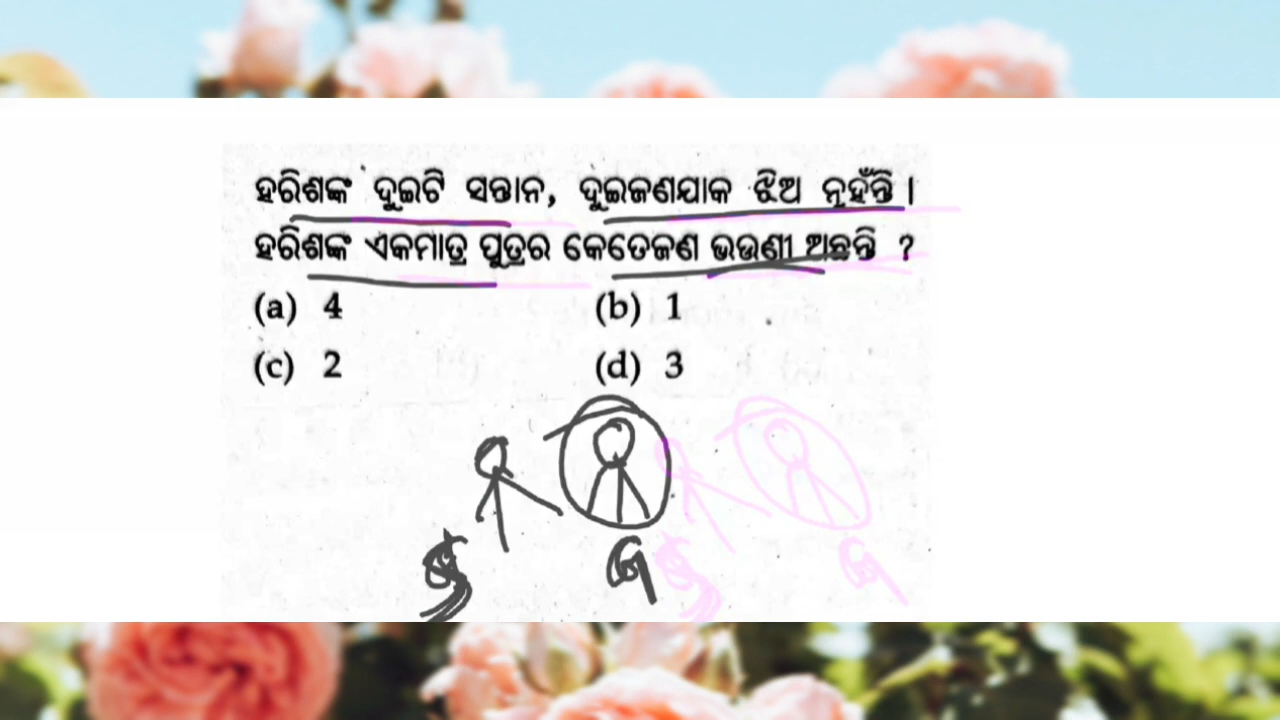 ହରିଶଙ୍କ ଦୁଇଟି ସନ୍ତାନ, ଦୁଇଜଣଯାକ ଝିଅ ନୁହଁନ୍ତି ।
ହରିଶଙ୍କ ଏକମାତ୍ର ପୁତ୍ରର କେତେଜଣ ଭଉଣୀ ଅଛନ୍ତି ?
(a) 4 (b) 1
(c) 2 (d) 3